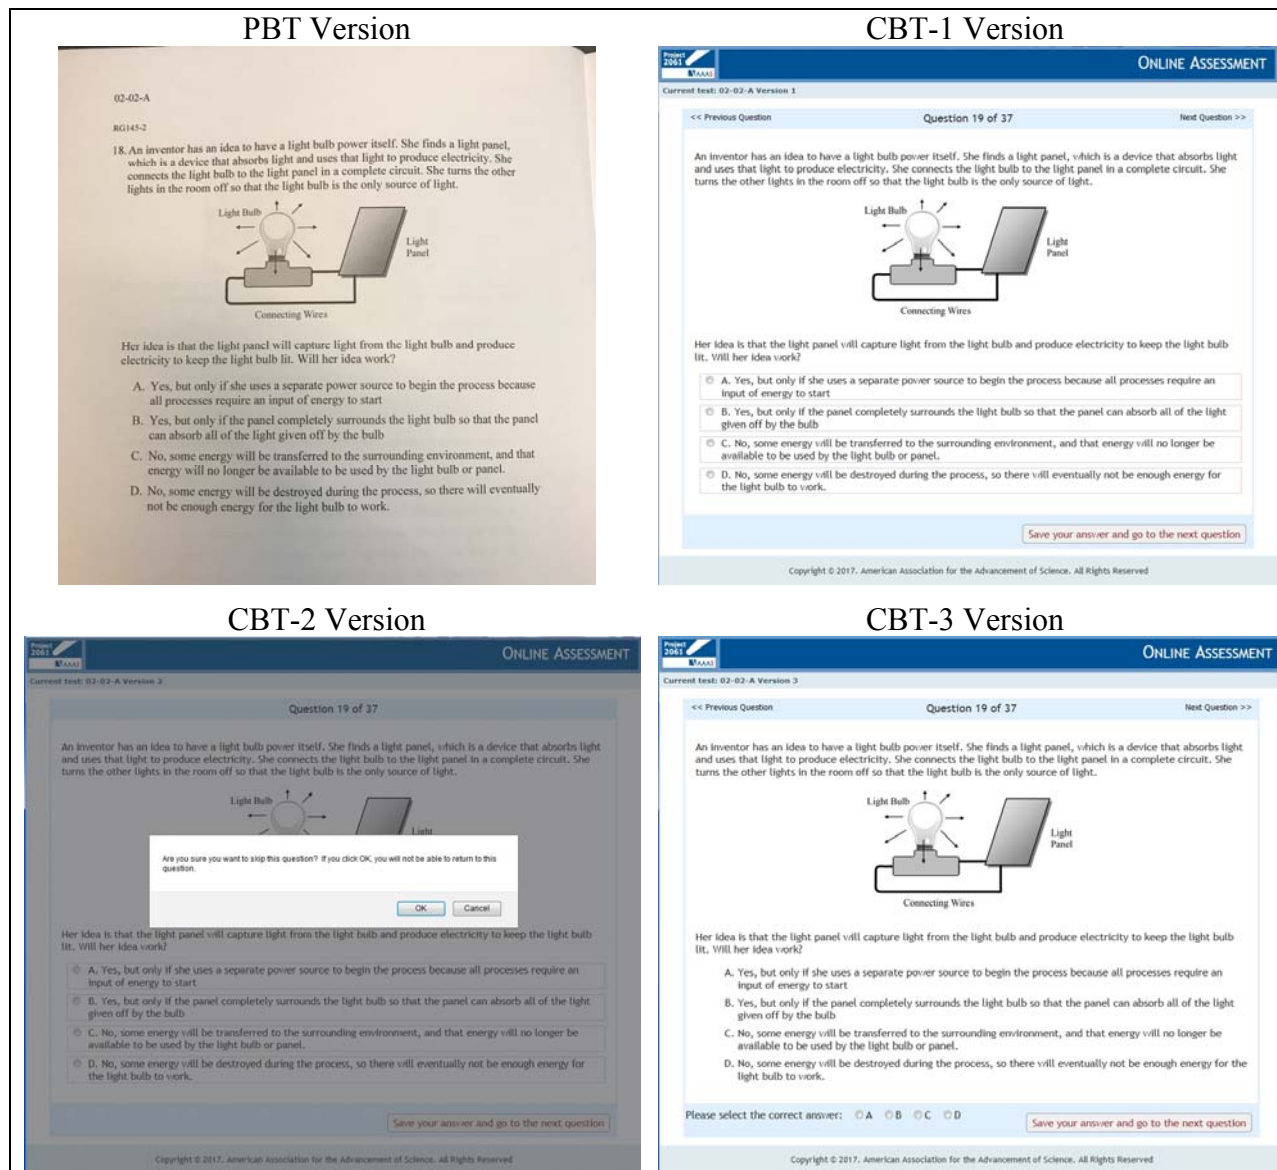 PBT Version
02-02-A
RG145-2
18. An inventor has an idea to have a light bulb power itself. She finds a light panel,
which is a device that absorbs light and uses that light to produce electricity. She
connects the light bulb to the light panel in a complete circuit. She turns the other
lights in the room off so that the light bulb is the only source of light.
Light Bulb
Light
Panel
Connecting Wires
Her idea is that the light panel will capture light from the light bulb and produce
electricity to keep the light bulb lit. Will her idea work?
A. Yes, but only if she uses a separate power source to begin the process because
all processes require an input of energy to start
B. Yes, but only if the panel completely surrounds the light bulb so that the panel
can absorb all of the light given off by the bulb
C. No, some energy will be transferred to the surrounding environment, and that
energy will no longer be available to be used by the light bulb or panel.
D. No, some energy will be destroyed during the process, so there will eventually
not be enough energy for the light bulb to work.
CBT-1 Version
Project
2061
AAAS
ONLINE ASSESSMENT
Current test: 02-02-A Version 1
<< Previous Question
Question 19 of 37
Next Question >>
An inventor has an idea to have a light bulb power itself. She finds a light panel, which is a device that absorbs light
and uses that light to produce electricity. She connects the light bulb to the light panel in a complete circuit. She
turns the other lights in the room off so that the light bulb is the only source of light.
Light Bulb
Light
Panel
Connecting Wires
Her idea is that the light panel will capture light from the light bulb and produce electricity to keep the light bulb
lit. Will her idea work?
A. Yes, but only if she uses a separate power source to begin the process because all processes require an
input of energy to start
B. Yes, but only if the panel completely surrounds the light bulb so that the panel can absorb all of the light
given off by the bulb
C. No, some energy will be transferred to the surrounding environment, and that energy will no longer be
available to be used by the light bulb or panel.
D. No, some energy will be destroyed during the process, so there will eventually not be enough energy for
the light bulb to work.
Save your answer and go to the next question
Copyright © 2017. American Association for the Advancement of Science. All Rights Reserved
CBT-2 Version
Project
2061
AAAS
ONLINE ASSESSMENT
Current test: 02-02-A Version 2
Question 19 of 37
An inventor has an idea to have a light bulb power itself. She finds a light panel, which is a device that absorbs light
and uses that light to produce electricity. She connects the light bulb to the light panel in a complete circuit. She
turns the other lights in the room off so that the light bulb is the only source of light.
Light Bulb
Light
Are you sure you want to skip this question? If you click OK, you will not be able to return to this
question.
OK
Cancel
Her idea is that the light panel will capture light from the light bulb and produce electricity to keep the light bulb
lit. Will her idea work?
A. Yes, but only if she uses a separate power source to begin the process because all processes require an
input of energy to start
B. Yes, but only if the panel completely surrounds the light bulb so that the panel can absorb all of the light
given off by the bulb
C. No, some energy will be transferred to the surrounding environment, and that energy will no longer be
available to be used by the light bulb or panel.
D. No, some energy will be destroyed during the process, so there will eventually not be enough energy for
the light bulb to work.
Save your answer and go to the next question
Copyright © 2017. American Association for the Advancement of Science. All Rights Reserved
CBT-3 Version
Project
2061
AAAS
ONLINE ASSESSMENT
Current test: 02-02-A Version 3
<< Previous Question
Question 19 of 37
Next Question >>
An inventor has an idea to have a light bulb power itself. She finds a light panel, which is a device that absorbs light
and uses that light to produce electricity. She connects the light bulb to the light panel in a complete circuit. She
turns the other lights in the room off so that the light bulb is the only source of light.
Light Bulb
Light
Panel
Connecting Wires
Her idea is that the light panel will capture light from the light bulb and produce electricity to keep the light bulb
lit. Will her idea work?
A. Yes, but only if she uses a separate power source to begin the process because all processes require an
input of energy to start
B. Yes, but only if the panel completely surrounds the light bulb so that the panel can absorb all of the light
given off by the bulb
C. No, some energy will be transferred to the surrounding environment, and that energy will no longer be
available to be used by the light bulb or panel.
D. No, some energy will be destroyed during the process, so there will eventually not be enough energy for the
light bulb to work.
Please select the correct answer: A B C D
Save your answer and go to the next question
Copyright © 2017. American Association for the Advancement of Science. All Rights Reserved